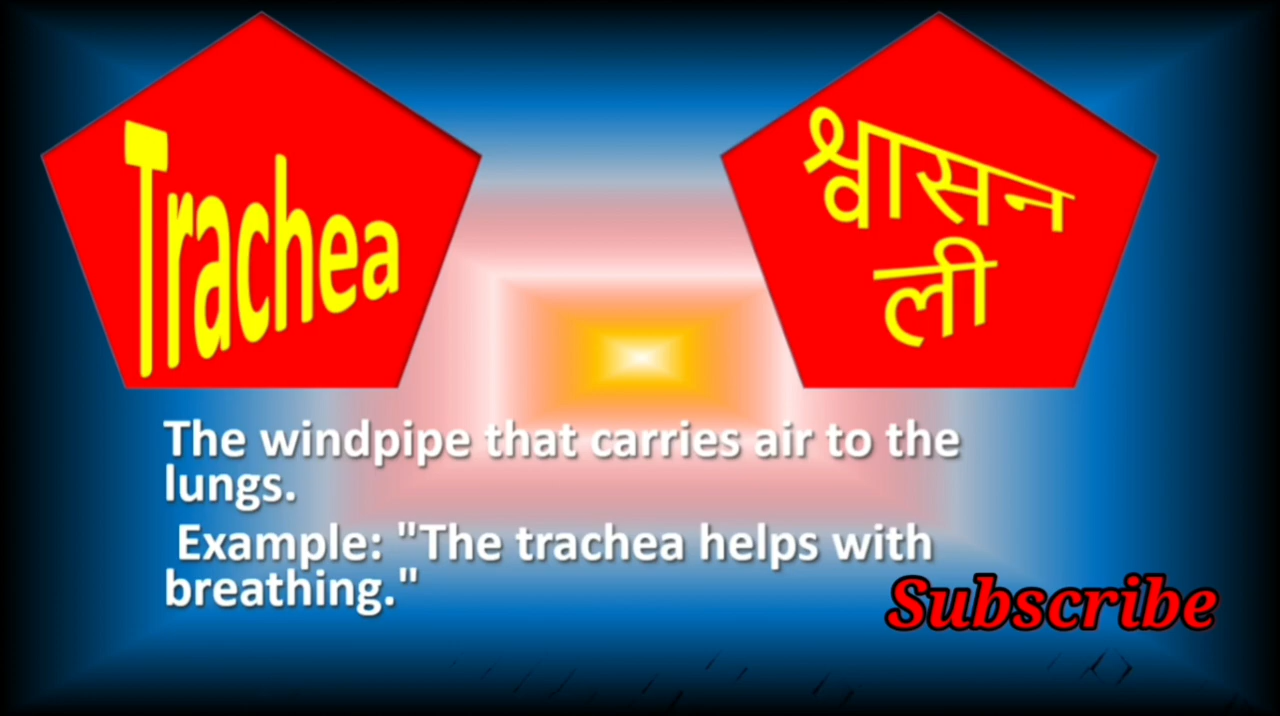 Trachea
श्वासन
ली
The windpipe that carries air to the
lungs.
Example: "The trachea helps with
breathing."
Subscribe